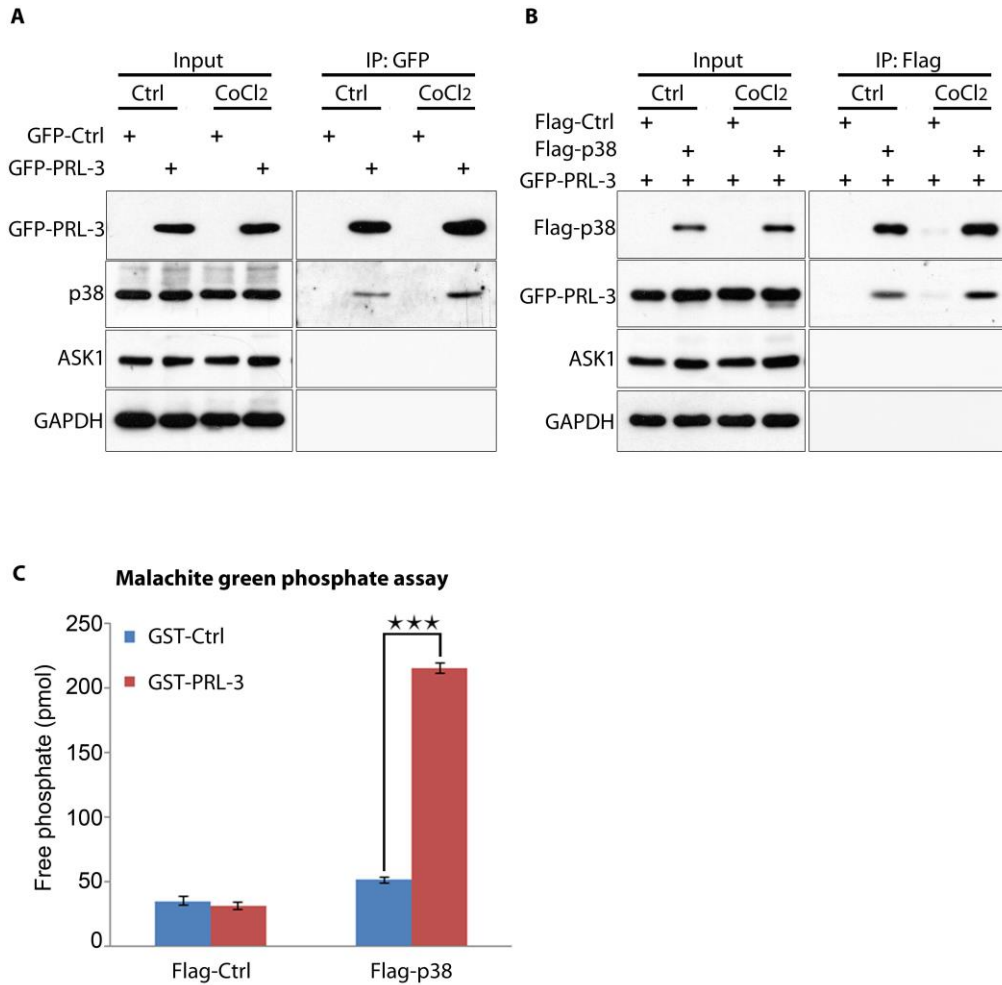 A
Input IP: GFP
Ctrl CoCl2 Ctrl CoCl2
GFP-Ctrl + + + +
GFP-PRL-3 + + + +
GFP-PRL-3
p38
ASK1
GAPDH
B
Input IP: Flag
Ctrl CoCl2 Ctrl CoCl2
Flag-Ctrl + + + +
Flag-p38 + + + +
GFP-PRL-3 + + + + + + + +
Flag-p38
GFP-PRL-3
ASK1
GAPDH
C Malachite green phosphate assay
Free phosphate (pmol)
250
200
150
100
50
0
GST-Ctrl
GST-PRL-3
★★★
Flag-Ctrl Flag-p38